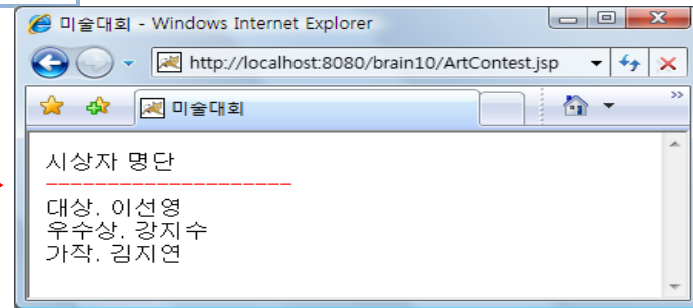 미술대회 - Windows Internet Explorer
http://localhost:8080/brain10/ArtContest.jsp
미술대회
시상자 명단
--------------------
대상. 이선영
우수상. 강지수
가작. 김지연